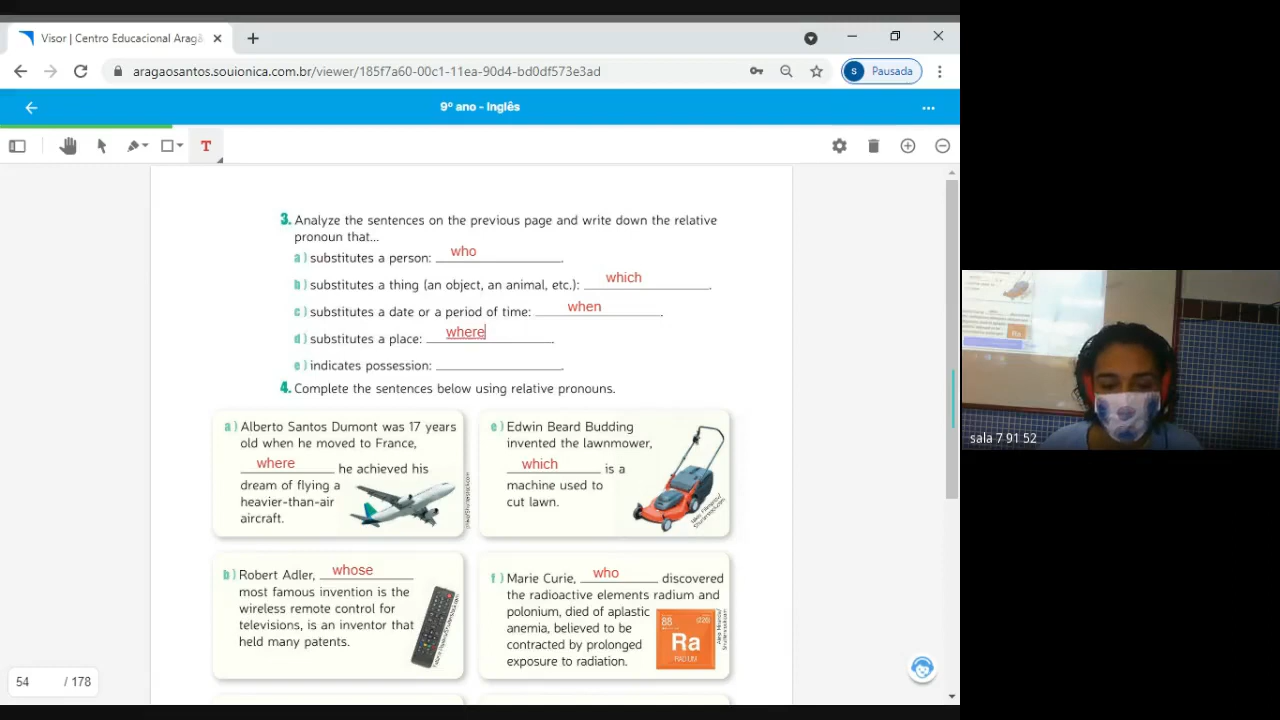 Visor | Centro Educacional Aragã
aragaosantos.souionica.com.br/viewer/185f7a60-00c1-11ea-90d4-bd0df573e3ad
S Pausada
9º ano - Inglês
T
3. Analyze the sentences on the previous page and write down the relative
pronoun that...
a) substitutes a person: who.
b) substitutes a thing (an object, an animal, etc.): which.
c) substitutes a date or a period of time: when.
d) substitutes a place: where.
e) indicates possession: ____________.
4. Complete the sentences below using relative pronouns.
a) Alberto Santos Dumont was 17 years
old when he moved to France,
where he achieved his
dream of flying a
heavier-than-air
aircraft.
e) Edwin Beard Budding
invented the lawnmower,
which is a
machine used to
cut lawn.
b) Robert Adler, whose
most famous invention is the
wireless remote control for
televisions, is an inventor that
held many patents.
f) Marie Curie, who discovered
the radioactive elements radium and
polonium, died of aplastic
anemia, believed to be
contracted by prolonged
exposure to radiation.
88 (226)
Ra
RADIUM
54 / 178
sala 7 91 52